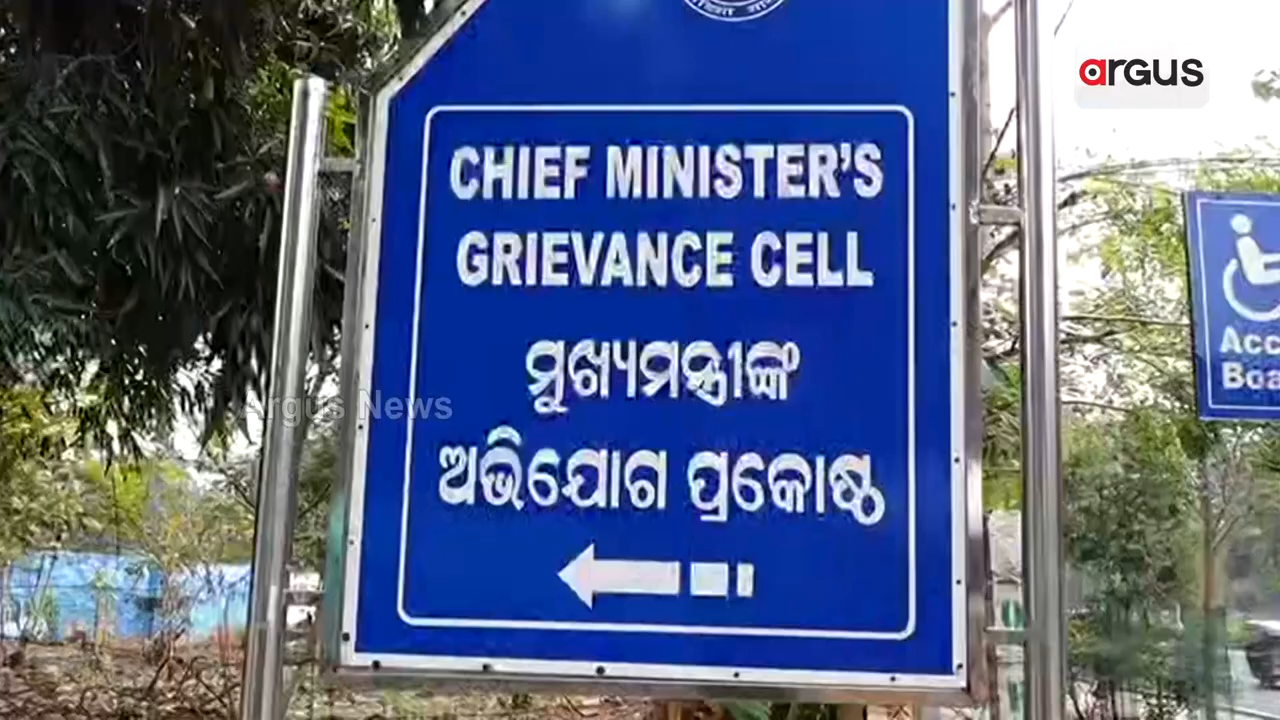 argus
CHIEF MINISTER'S
GRIEVANCE CELL
ମୁଖ୍ୟମନ୍ତ୍ରୀଙ୍କ
ଅଭିଯୋଗ ପ୍ରକୋଷ୍ଠ
Argus News